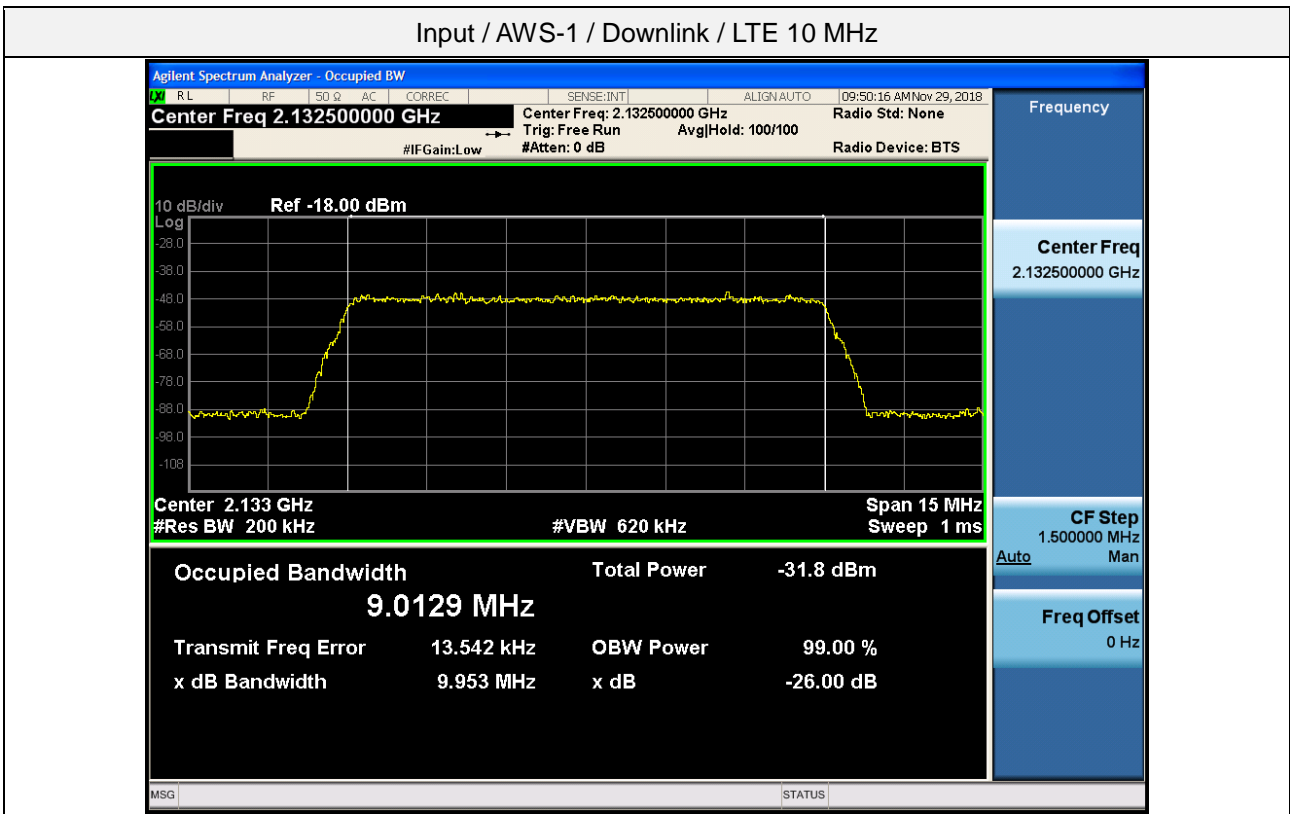 Input / AWS-1 / Downlink / LTE 10 MHz
Agilent Spectrum Analyzer - Occupied BW
LXI RL RF 50 Ω AC CORREC SENSE:INT ALIGN AUTO 09:50:16 AM Nov 29, 2018
Center Freq 2.132500000 GHz
Center Freq: 2.132500000 GHz
Radio Std: None
Trig: Free Run Avg|Hold: 100/100
#IFGain:Low
#Atten: 0 dB
Radio Device: BTS
10 dB/div Ref -18.00 dBm
Log
-28.0
-38.0
-48.0
-58.0
-68.0
-78.0
-88.0
-98.0
-108
Center 2.133 GHz Span 15 MHz
#Res BW 200 kHz #VBW 620 kHz Sweep 1 ms
Occupied Bandwidth Total Power -31.8 dBm
9.0129 MHz
Transmit Freq Error 13.542 kHz OBW Power 99.00 %
x dB Bandwidth 9.953 MHz x dB -26.00 dB
Frequency
Center Freq
2.132500000 GHz
CF Step
1.500000 MHz
Auto Man
Freq Offset
0 Hz
MSG STATUS